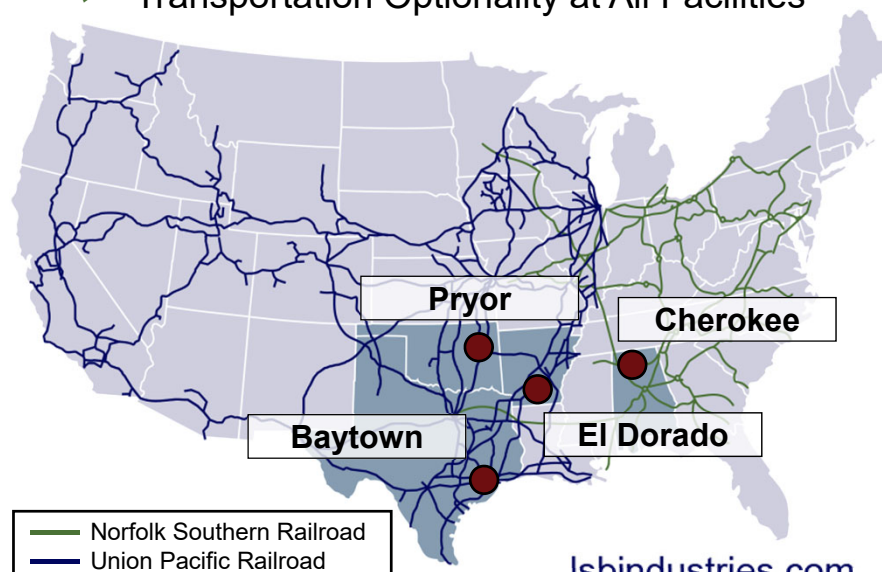 Transportation Optionality at All Facilities
Pryor
Cherokee
Baytown
El Dorado
Norfolk Southern Railroad
Union Pacific Railroad
lsbindustries.com